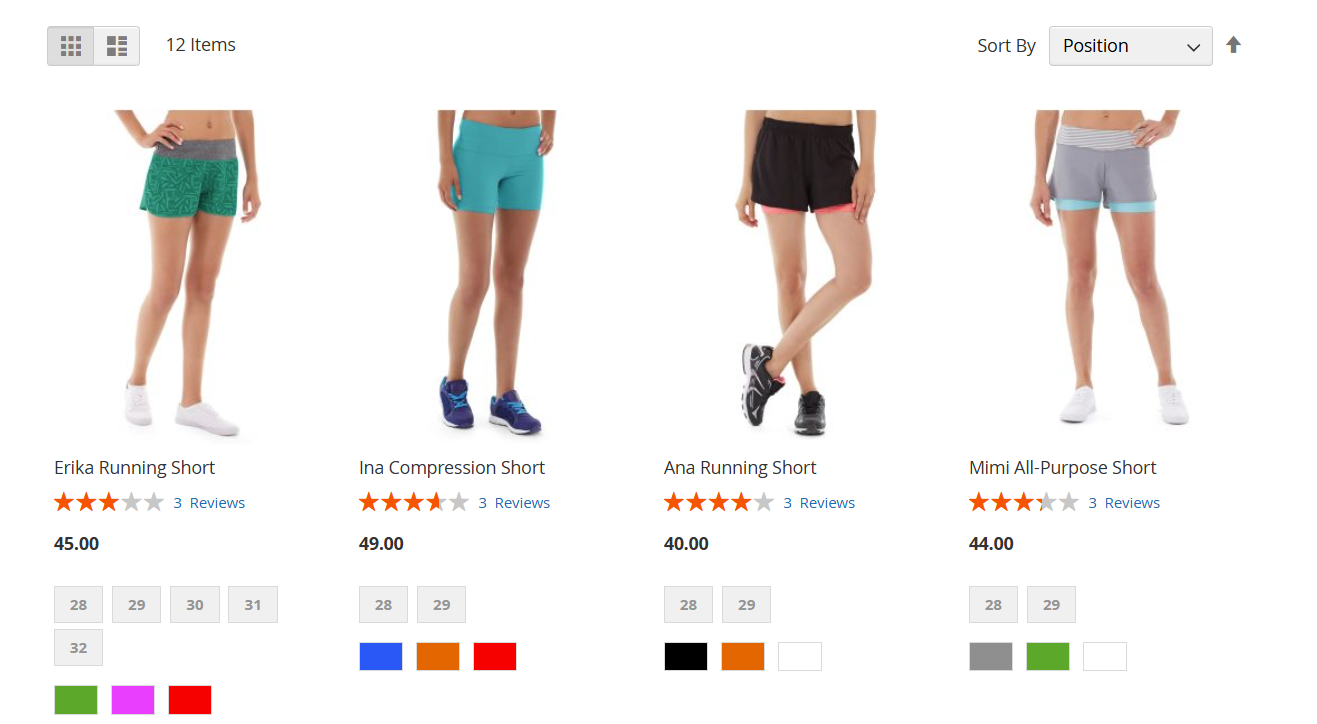 12 Items
Sort By Position
Erika Running Short
3 Reviews
45.00
28 29 30 31
32
Ina Compression Short
3 Reviews
49.00
28 29
Ana Running Short
3 Reviews
40.00
28 29
Mimi All-Purpose Short
3 Reviews
44.00
28 29